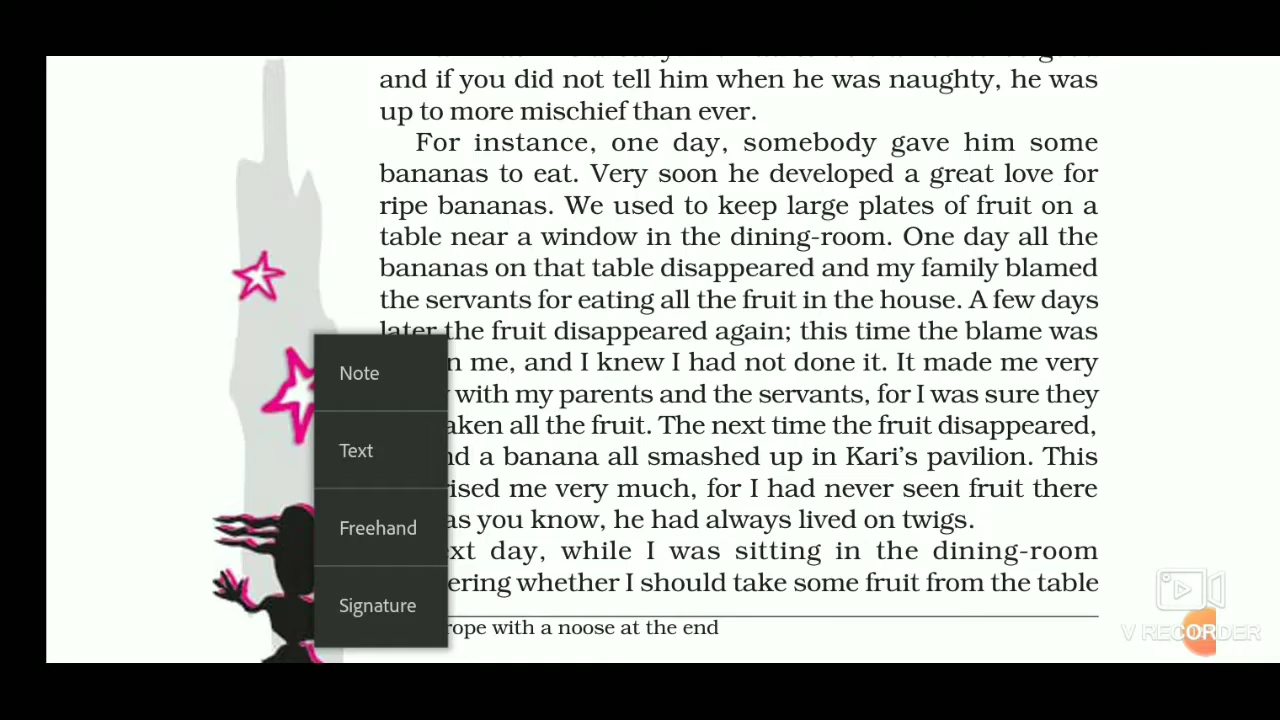 and if you did not tell him when he was naughty, he was
up to more mischief than ever.
For instance, one day, somebody gave him some
bananas to eat. Very soon he developed a great love for
ripe bananas. We used to keep large plates of fruit on a
table near a window in the dining-room. One day all the
bananas on that table disappeared and my family blamed
the servants for eating all the fruit in the house. A few days
later the fruit disappeared again; this time the blame was
me, and I knew I had not done it. It made me very
with my parents and the servants, for I was sure they
all the fruit. The next time the fruit disappeared,
a banana all smashed up in Kari's pavilion. This
me very much, for I had never seen fruit there
as you know, he had always lived on twigs.
day, while I was sitting in the dining-room
whether I should take some fruit from the table
rope with a noose at the end
Note
Text
Freehand
Signature
V RECORDER